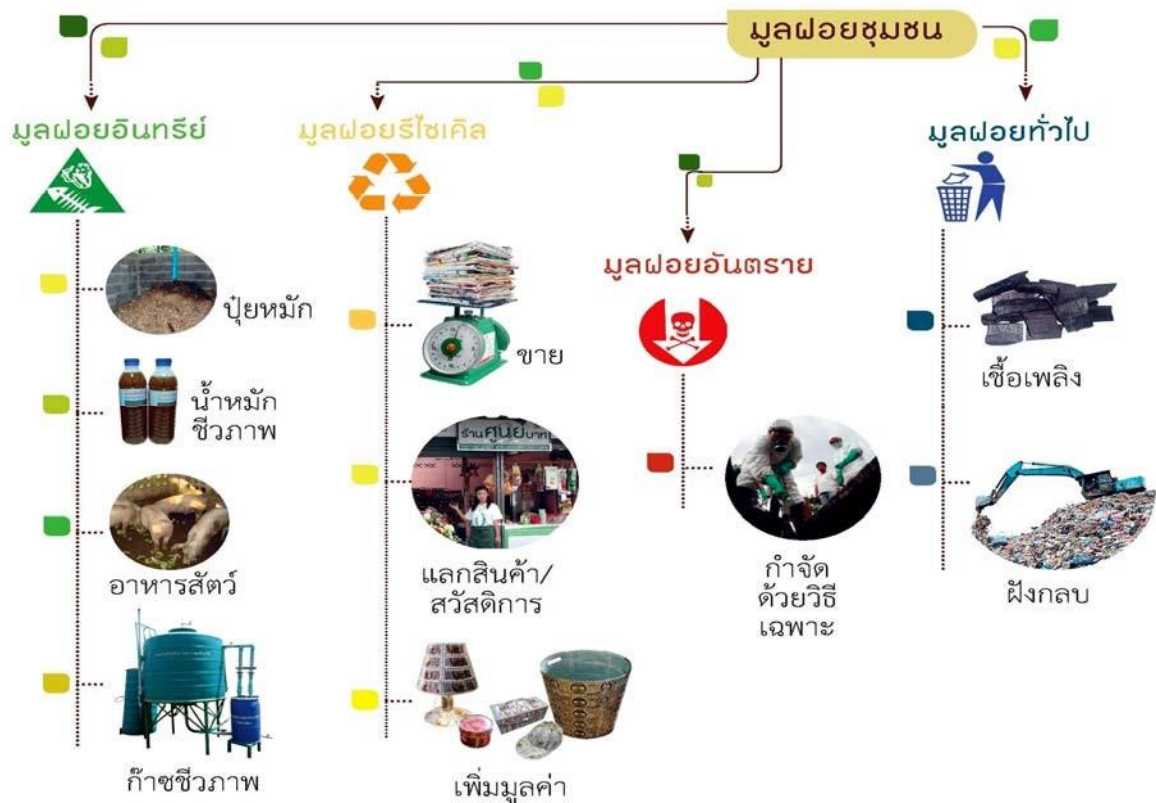 มูลฝอยชุมชน
มูลฝอยอินทรีย์
ปุ๋ยหมัก
น้ำหมัก
ชีวภาพ
อาหารสัตว์
ก๊าซชีวภาพ
มูลฝอยรีไซเคิล
ขาย
ร้านศูนย์บาท
แลกสินค้า/
สวัสดิการ
เพิ่มมูลค่า
มูลฝอยอันตราย
กำจัด
ด้วยวิธี
เฉพาะ
มูลฝอยทั่วไป
เชื้อเพลิง
ฝังกลบ